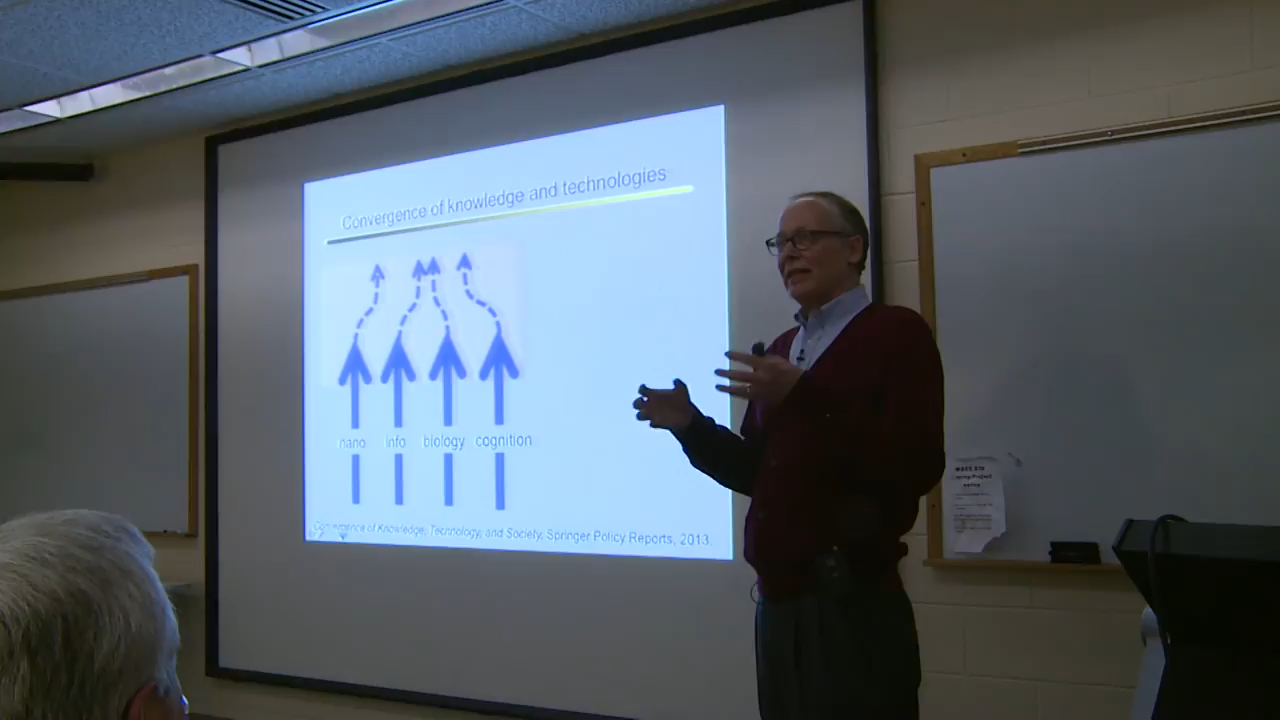 Convergence of knowledge and technologies
nano info biology cognition
Convergence of Knowledge, Technology, and Society, Springer Policy Reports, 2013.